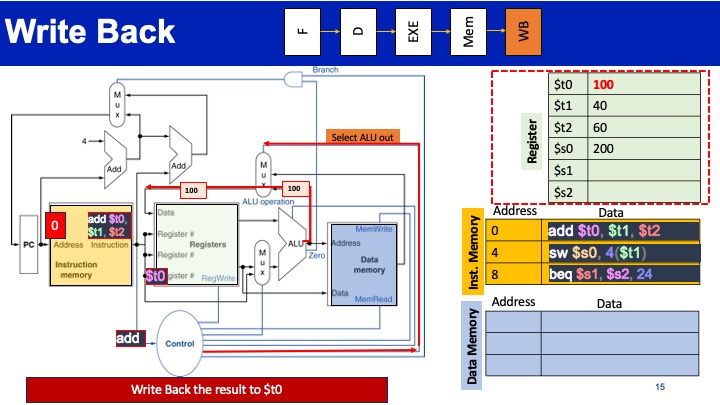 Write Back
F
D
EXE
Mem
WB
Branch
M
u
x
4
Add
Add
Select ALU out
M
u
x
100
100
ALU operation
0
add $t0,
$t1, $t2
PC
Address Instruction
Instruction
memory
Data
Register #
Register #
Registers
$t0
gister #
RegWrite
M
u
x
ALU
Zero
MemWrite
Address
Data
memory
Data
MemRead
add
Control
Write Back the result to $t0
Register
$t0 100
$t1 40
$t2 60
$s0 200
$s1
$s2
Inst. Memory
Address Data
0 add $t0, $t1, $t2
4 sw $s0, 4($t1)
8 beq $s1, $s2, 24
Data Memory
Address Data
15